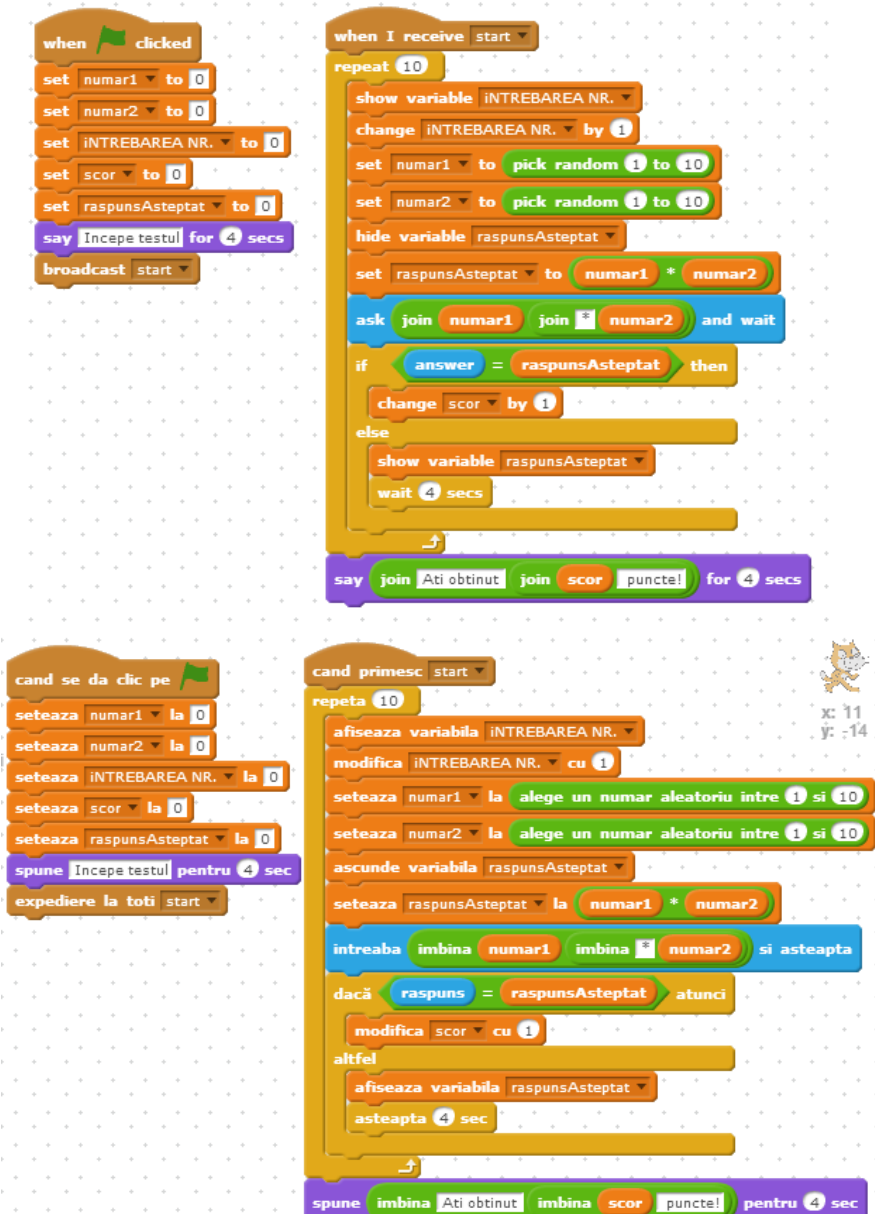 when clicked
set numar1 to 0
set numar2 to 0
set iNTREBAREA NR. to 0
set scor to 0
set raspunsAsteptat to 0
say Incepe testul for 4 secs
broadcast start
when I receive start
repeat 10
show variable iNTREBAREA NR.
change iNTREBAREA NR. by 1
set numar1 to pick random 1 to 10
set numar2 to pick random 1 to 10
hide variable raspunsAsteptat
set raspunsAsteptat to numar1 * numar2
ask join numar1 join * numar2 and wait
if answer = raspunsAsteptat then
change scor by 1
else
show variable raspunsAsteptat
wait 4 secs
say join Ati obtinut join scor puncte! for 4 secs
cand se da clic pe
seteaza numar1 la 0
seteaza numar2 la 0
seteaza iNTREBAREA NR. la 0
seteaza scor la 0
seteaza raspunsAsteptat la 0
spune Incepe testul pentru 4 sec
expediere la toti start
cand primesc start
repeta 10
afiseaza variabila iNTREBAREA NR.
modifica iNTREBAREA NR. cu 1
seteaza numar1 la alege un numar aleatoriu intre 1 si 10
seteaza numar2 la alege un numar aleatoriu intre 1 si 10
ascunde variabila raspunsAsteptat
seteaza raspunsAsteptat la numar1 * numar2
intreaba imbina numar1 imbina * numar2 si asteapta
dacă raspuns = raspunsAsteptat atunci
modifica scor cu 1
altfel
afiseaza variabila raspunsAsteptat
asteapta 4 sec
spune imbina Ati obtinut imbina scor puncte! pentru 4 sec
x: 11
y: -14